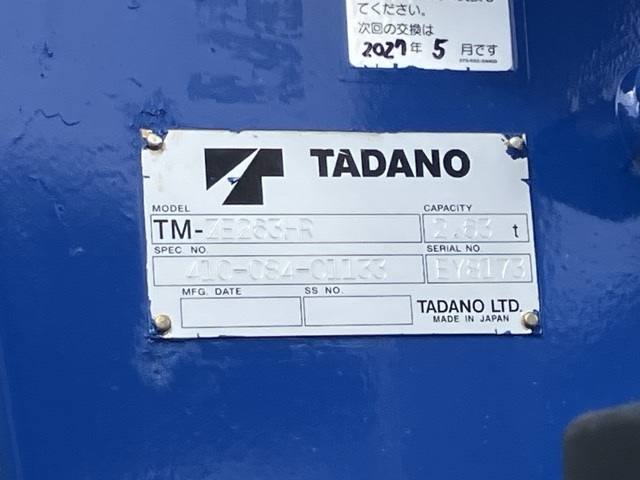 てください。
次回の交換は
2027年 5 月です
TADANO
MODEL
CAPACITY
TM-ZE263HR
2.63 t
SPEC. NO.
SERIAL NO.
410-084-01133
EY8173
MFG. DATE
SS NO.
TADANO LTD.
MADE IN JAPAN